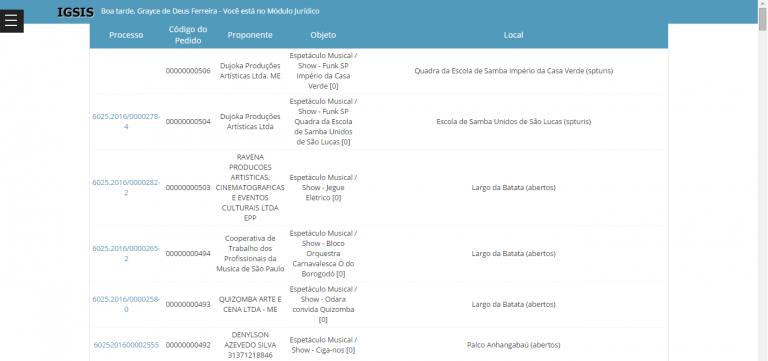 IGSIS Boa tarde, Grayce de Deus Ferreira - Você está no Módulo Jurídico
Processo Código do Pedido Proponente Objeto Local
00000000506 Dujoka Produções Artísticas Ltda. ME Espetáculo Musical / Show - Funk SP Império da Casa Verde [0] Quadra da Escola de Samba Império da Casa Verde (spturis)
6025.2016/0000278-4 00000000504 Dujoka Produções Artísticas Ltda Espetáculo Musical / Show - Funk SP Quadra da Escola de Samba Unidos de São Lucas [0] Escola de Samba Unidos de São Lucas (spturis)
6025.2016/0000282-2 00000000503 RAVENA PRODUCOES ARTISTICAS, CINEMATOGRAFICAS E EVENTOS CULTURAIS LTDA EPP Espetáculo Musical / Show - Jegue Elétrico [0] Largo da Batata (abertos)
6025.2016/0000265-2 00000000494 Cooperativa de Trabalho dos Profissionais da Musica de São Paulo Espetáculo Musical / Show - Bloco Orquestra Carnavalesca Ó do Borogodó [0] Largo da Batata (abertos)
6025.2016/0000258-0 00000000493 QUIZOMBA ARTE E CENA LTDA - ME Espetáculo Musical / Show - Odara convida Quizomba [0] Largo da Batata (abertos)
6025201600002555 00000000492 DENYLSON AZEVEDO SILVA 31371218846 Espetáculo Musical / Show - Ciga-nos [0] Palco Anhangabaú (abertos)